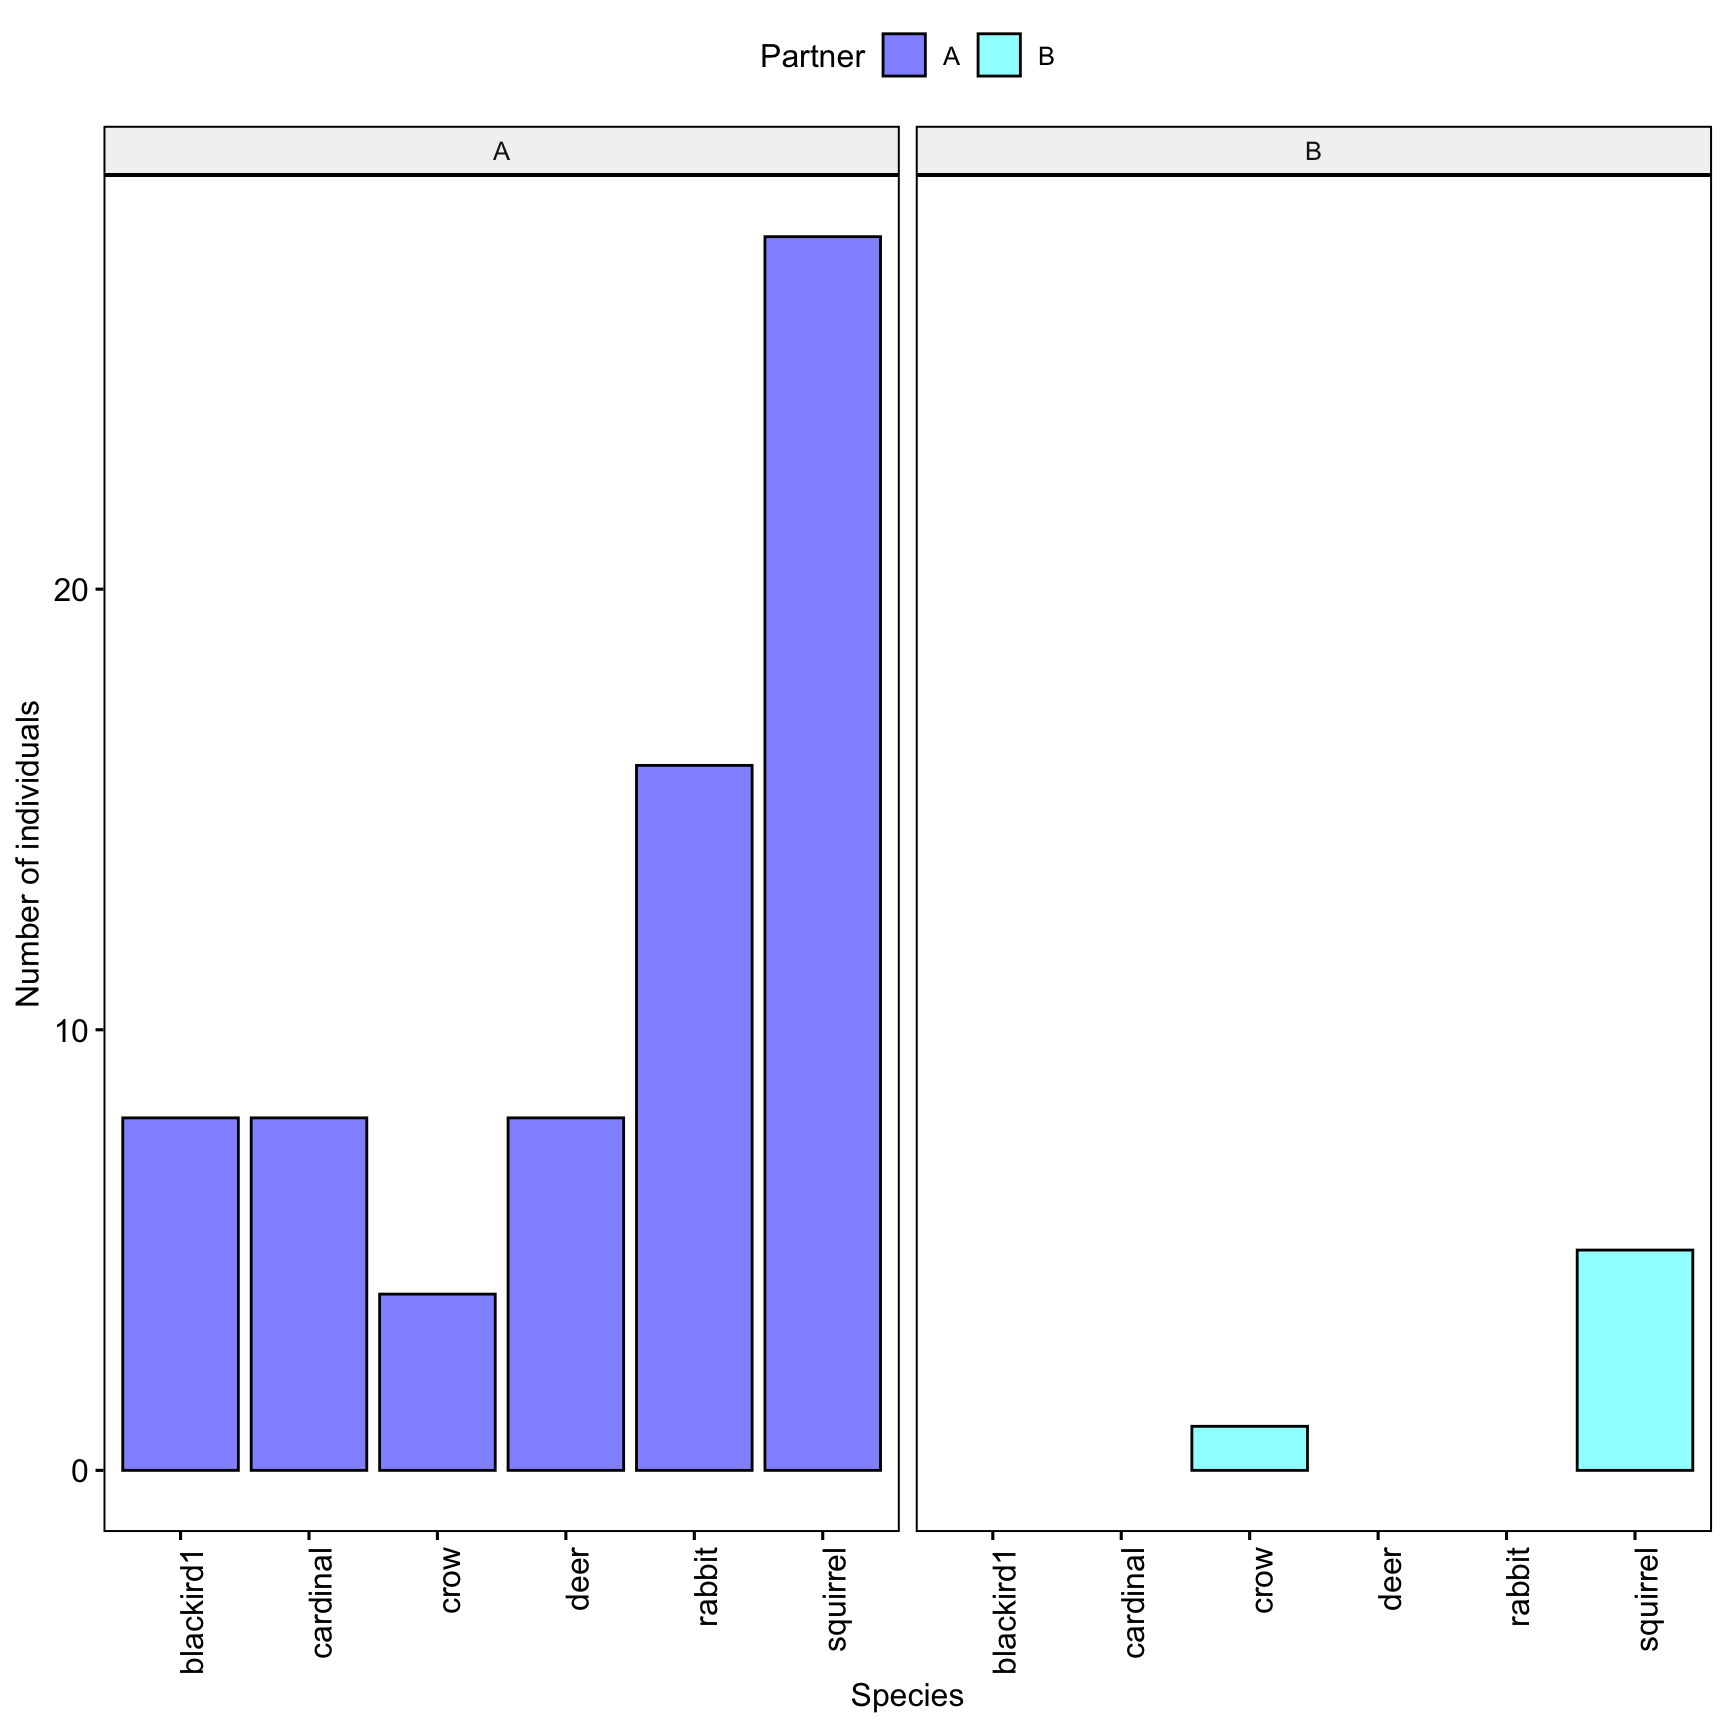 Partner A B
A B
20
10
0
Number of individuals
blackird1 cardinal crow deer rabbit squirrel blackird1 cardinal crow deer rabbit squirrel
Species